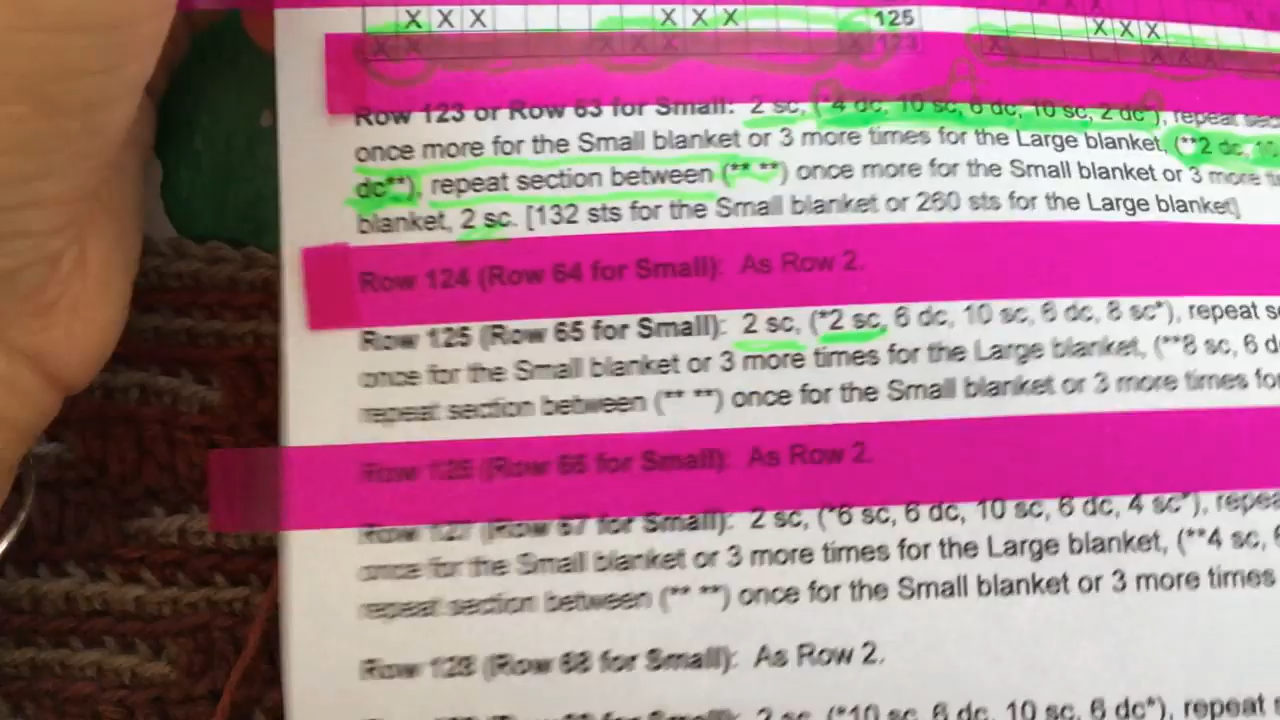 X X X X X X 125 X X X
X X X X X X 123 X X X X
Row 123 or Row 63 for Small: 2 sc, (*4 dc, 10 sc, 6 dc, 10 sc, 2 dc*), repeat sec
once more for the Small blanket or 3 more times for the Large blanket, (**2 dc, 10
dc**), repeat section between (** **) once more for the Small blanket or 3 more
blanket, 2 sc. [132 sts for the Small blanket or 260 sts for the Large blanket]
Row 124 (Row 64 for Small): As Row 2.
Row 125 (Row 65 for Small): 2 sc, (*2 sc, 6 dc, 10 sc, 6 dc, 8 sc*), repeat s
once for the Small blanket or 3 more times for the Large blanket, (**8 sc, 6 d
repeat section between (** **) once for the Small blanket or 3 more times fo
Row 126 (Row 66 for Small): As Row 2.
Row 127 (Row 67 for Small): 2 sc, (*6 sc, 6 dc, 10 sc, 6 dc, 4 sc*), repe
once for the Small blanket or 3 more times for the Large blanket, (**4 sc, 6
repeat section between (** **) once for the Small blanket or 3 more times
Row 128 (Row 68 for Small): As Row 2.
2 sc, (*10 sc, 6 dc, 10 sc, 6 dc*), repeat